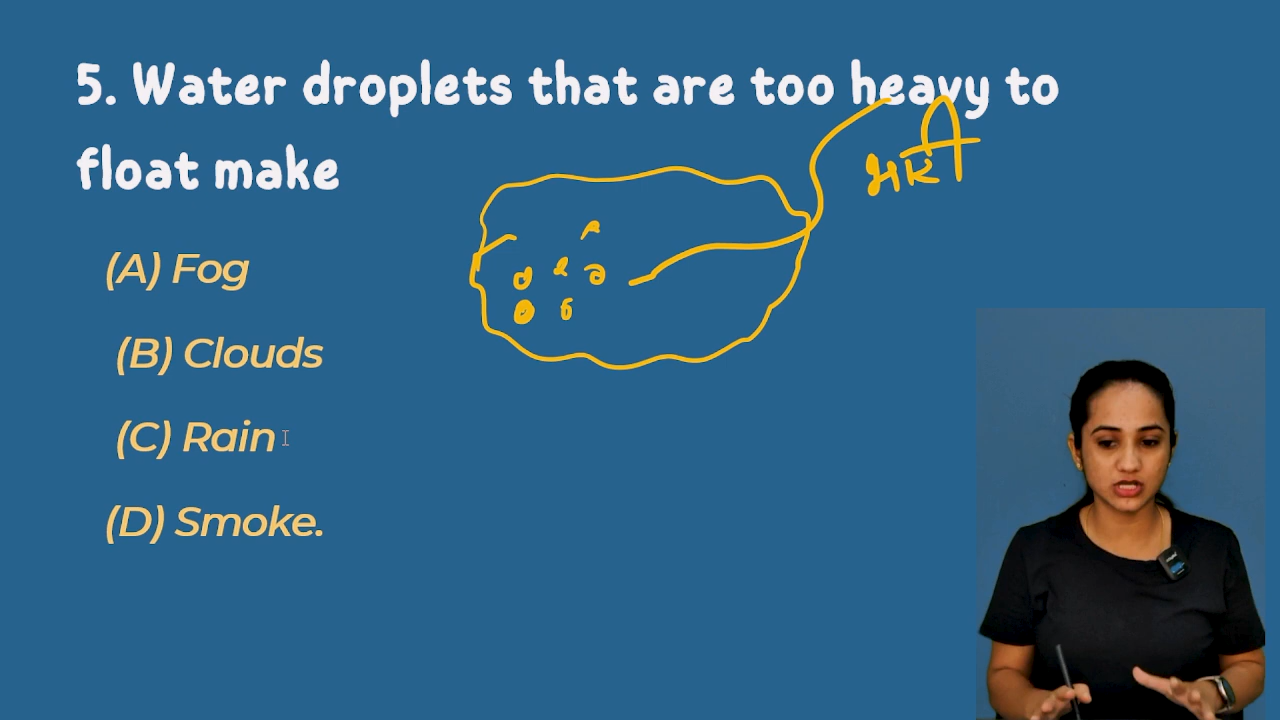 5. Water droplets that are too heavy to
float make
(A) Fog
(B) Clouds
(C) Rain
(D) Smoke.